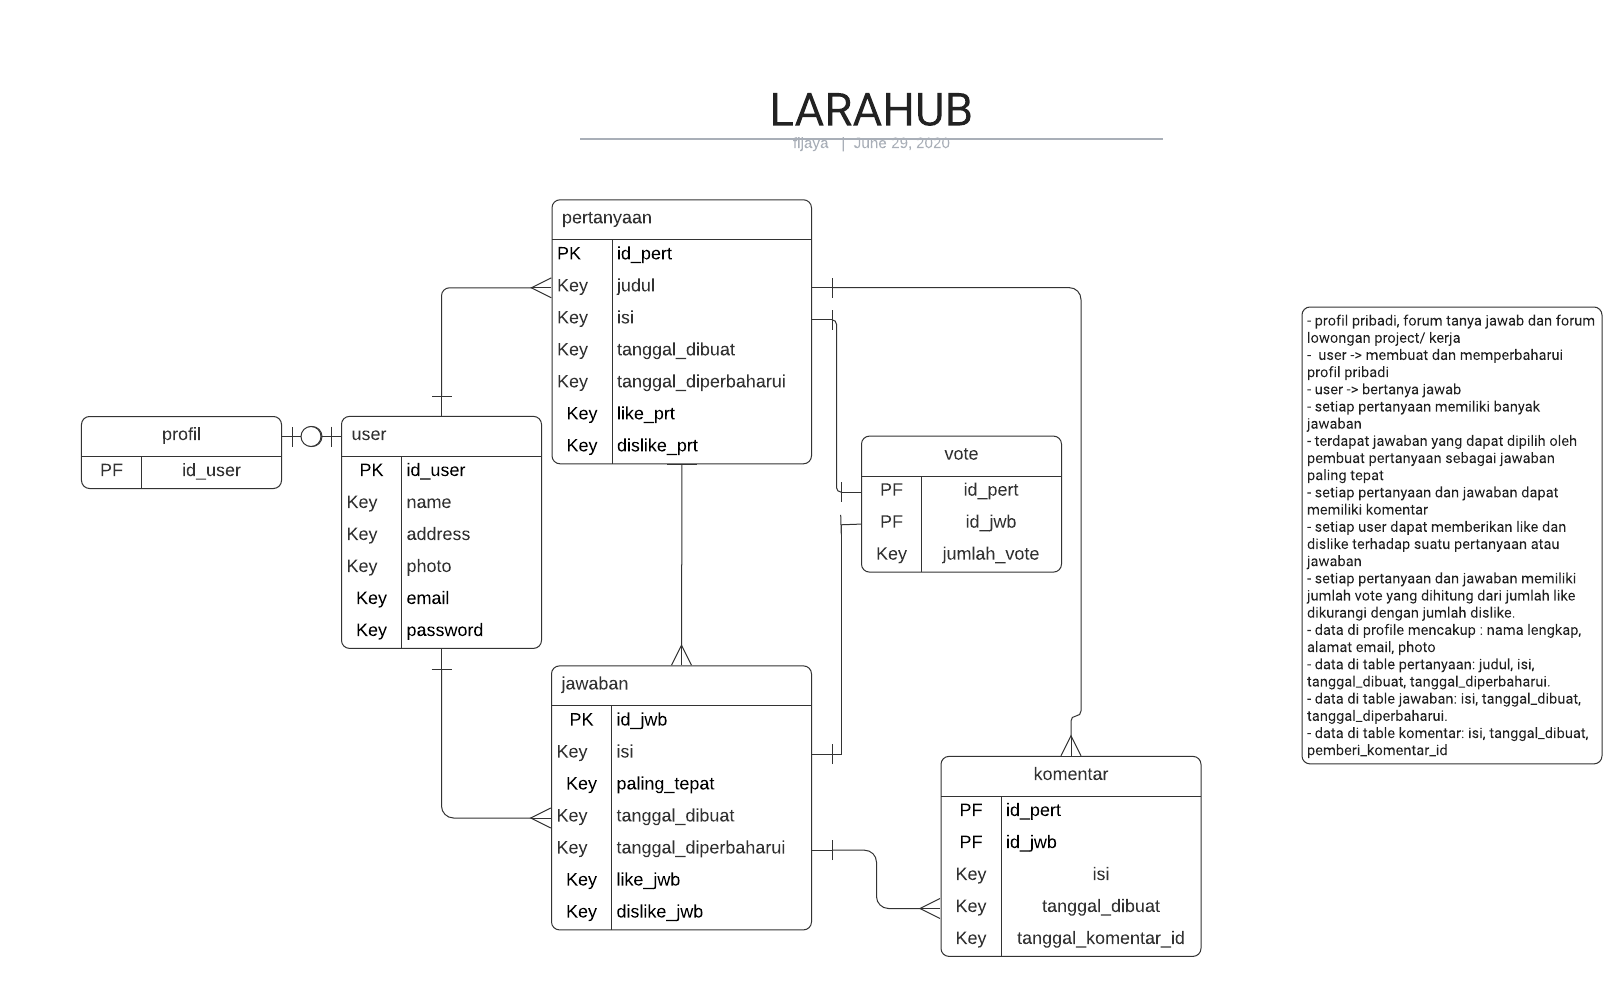 LARAHUB
fijaya | June 29, 2020
pertanyaan
PK id_pert
Key judul
Key isi
Key tanggal_dibuat
Key tanggal_diperbaharui
Key like_prt
Key dislike_prt
profil
PF id_user
user
PK id_user
Key name
Key address
Key photo
Key email
Key password
vote
PF id_pert
PF id_jwb
Key jumlah_vote
jawaban
PK id_jwb
Key isi
Key paling_tepat
Key tanggal_dibuat
Key tanggal_diperbaharui
Key like_jwb
Key dislike_jwb
komentar
PF id_pert
PF id_jwb
Key isi
Key tanggal_dibuat
Key tanggal_komentar_id
- profil pribadi, forum tanya jawab dan forum
lowongan project/ kerja
- user -> membuat dan memperbaharui
profil pribadi
- user -> bertanya jawab
- setiap pertanyaan memiliki banyak
jawaban
- terdapat jawaban yang dapat dipilih oleh
pembuat pertanyaan sebagai jawaban
paling tepat
- setiap pertanyaan dan jawaban dapat
memiliki komentar
- setiap user dapat memberikan like dan
dislike terhadap suatu pertanyaan atau
jawaban
- setiap pertanyaan dan jawaban memiliki
jumlah vote yang dihitung dari jumlah like
dikurangi dengan jumlah dislike.
- data di profile mencakup : nama lengkap,
alamat email, photo
- data di table pertanyaan: judul, isi,
tanggal_dibuat, tanggal_diperbaharui.
- data di table jawaban: isi, tanggal_dibuat,
tanggal_diperbaharui.
- data di table komentar: isi, tanggal_dibuat,
pemberi_komentar_id